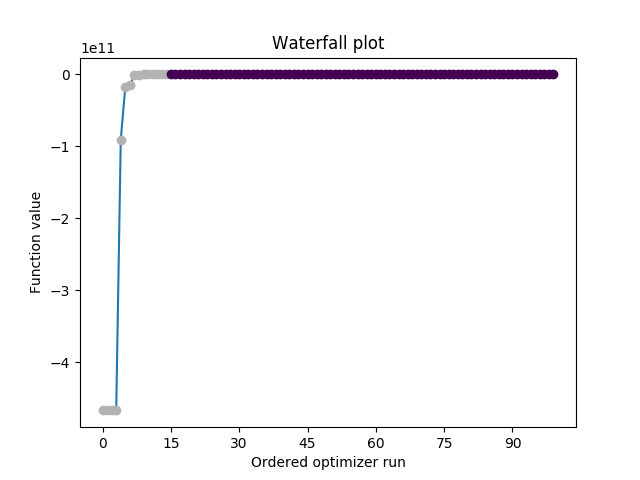 Waterfall plot
1e11
0
−1
−2
−3
−4
Function value
0 15 30 45 60 75 90
Ordered optimizer run